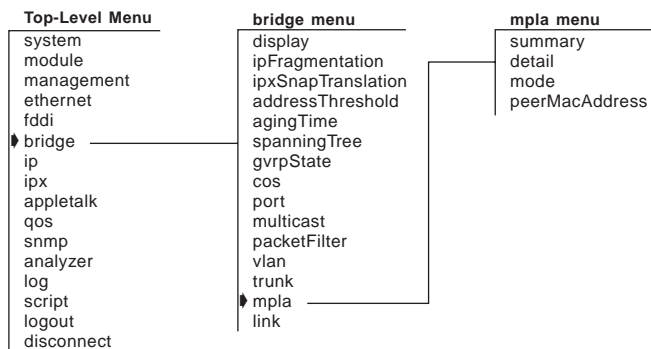 Top-Level Menu
system
module
management
ethernet
fddi
bridge
ip
ipx
appletalk
qos
snmp
analyzer
log
script
logout
disconnect
bridge menu
display
ipFragmentation
ipxSnapTranslation
addressThreshold
agingTime
spanningTree
gvrpState
cos
port
multicast
packetFilter
vlan
trunk
mpla
link
mpla menu
summary
detail
mode
peerMacAddress